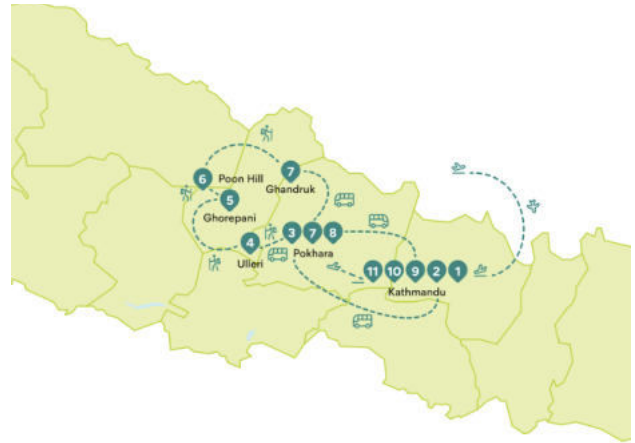 7
6 Poon Hill
Ghandruk
5
Ghorepani
3 7 8
4
Pokhara
Ulleri
11 10 9 2 1
Kathmandu